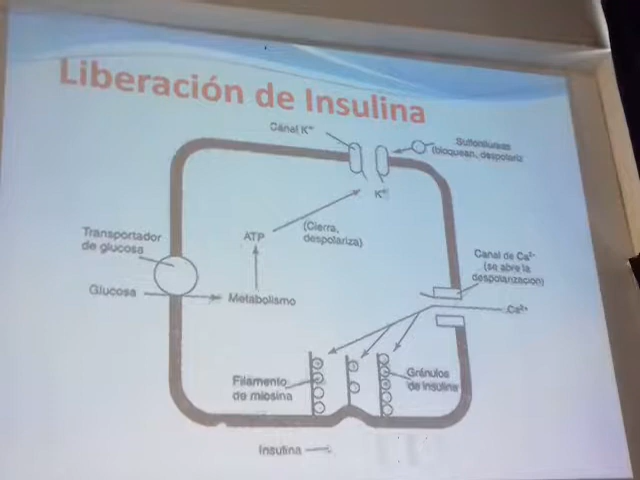 Liberación de Insulina
Canal K⁺
Sulfonilureas
(bloquean, despolariz
K⁺
Transportador
de glucosa
ATP
(Cierra,
despolariza)
Canal de Ca²⁺
(se abre la
despolarización)
Glucosa
Metabolismo
Ca²⁺
Filamento
de miosina
Gránulos
de insulina
Insulina